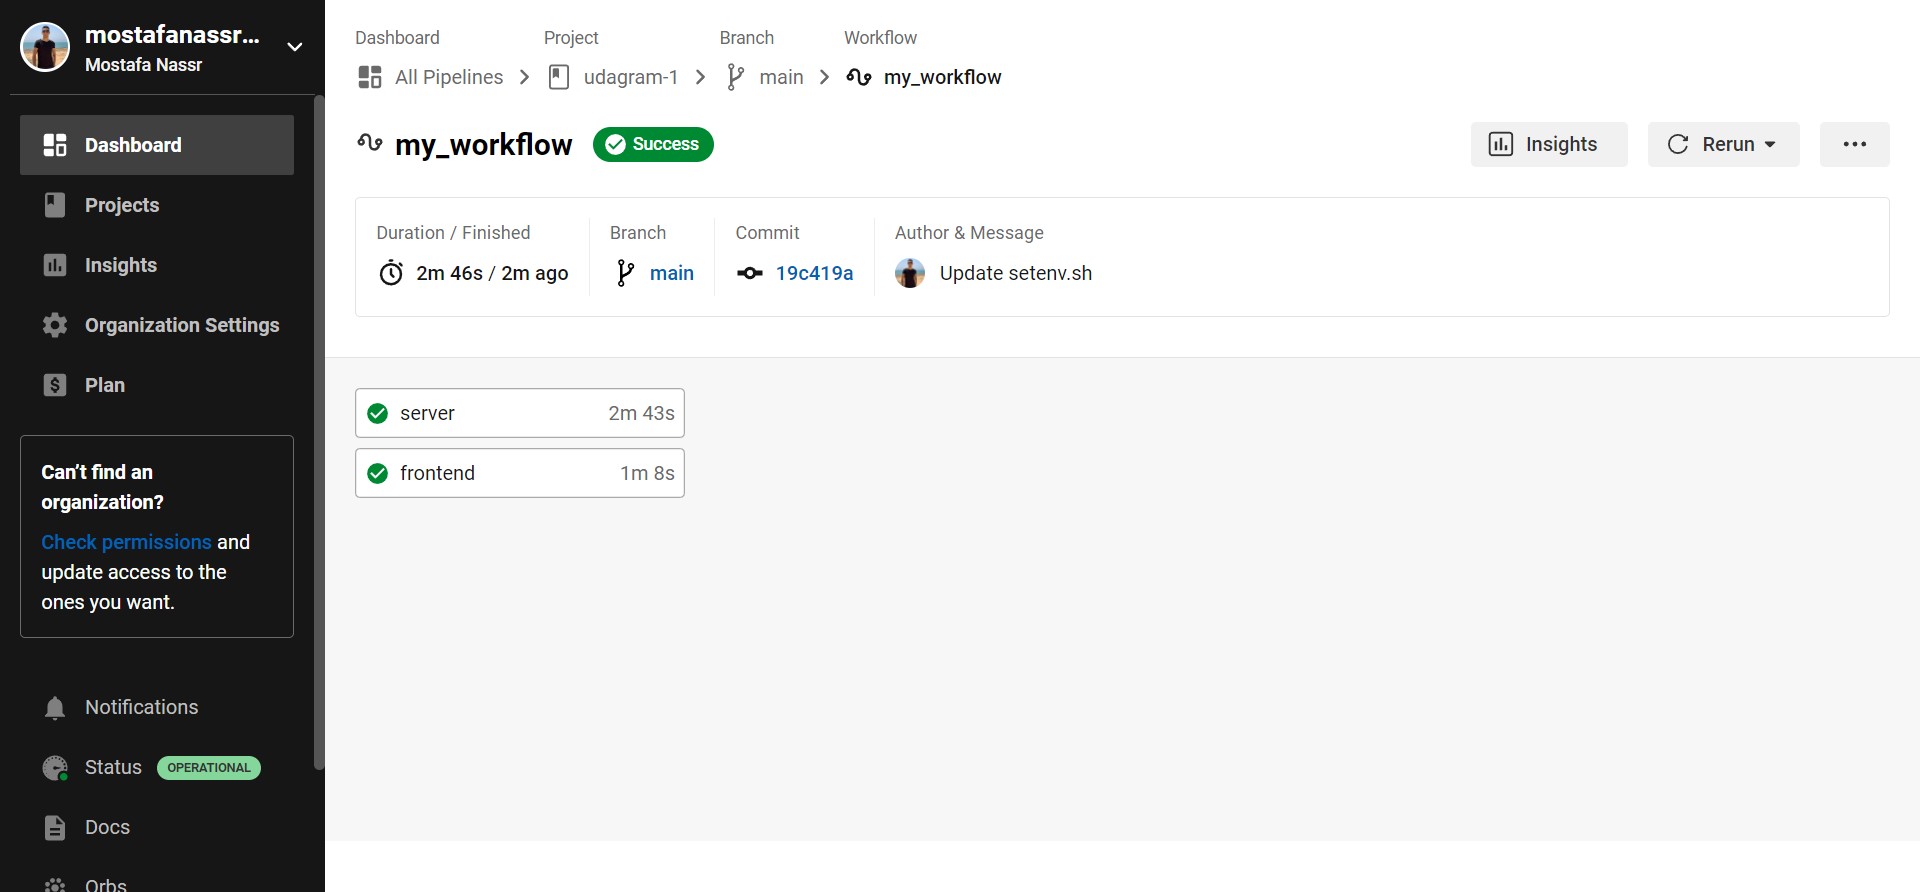 mostafanassr...
Mostafa Nassr
Dashboard
Projects
Insights
Organization Settings
Plan
Can't find an
organization?
Check permissions and
update access to the
ones you want.
Notifications
Status OPERATIONAL
Docs
Orbs
Dashboard Project Branch Workflow
All Pipelines udagram-1 main my_workflow
my_workflow Success
Insights Rerun
Duration / Finished Branch Commit Author & Message
2m 46s / 2m ago main 19c419a Update setenv.sh
server 2m 43s
frontend 1m 8s